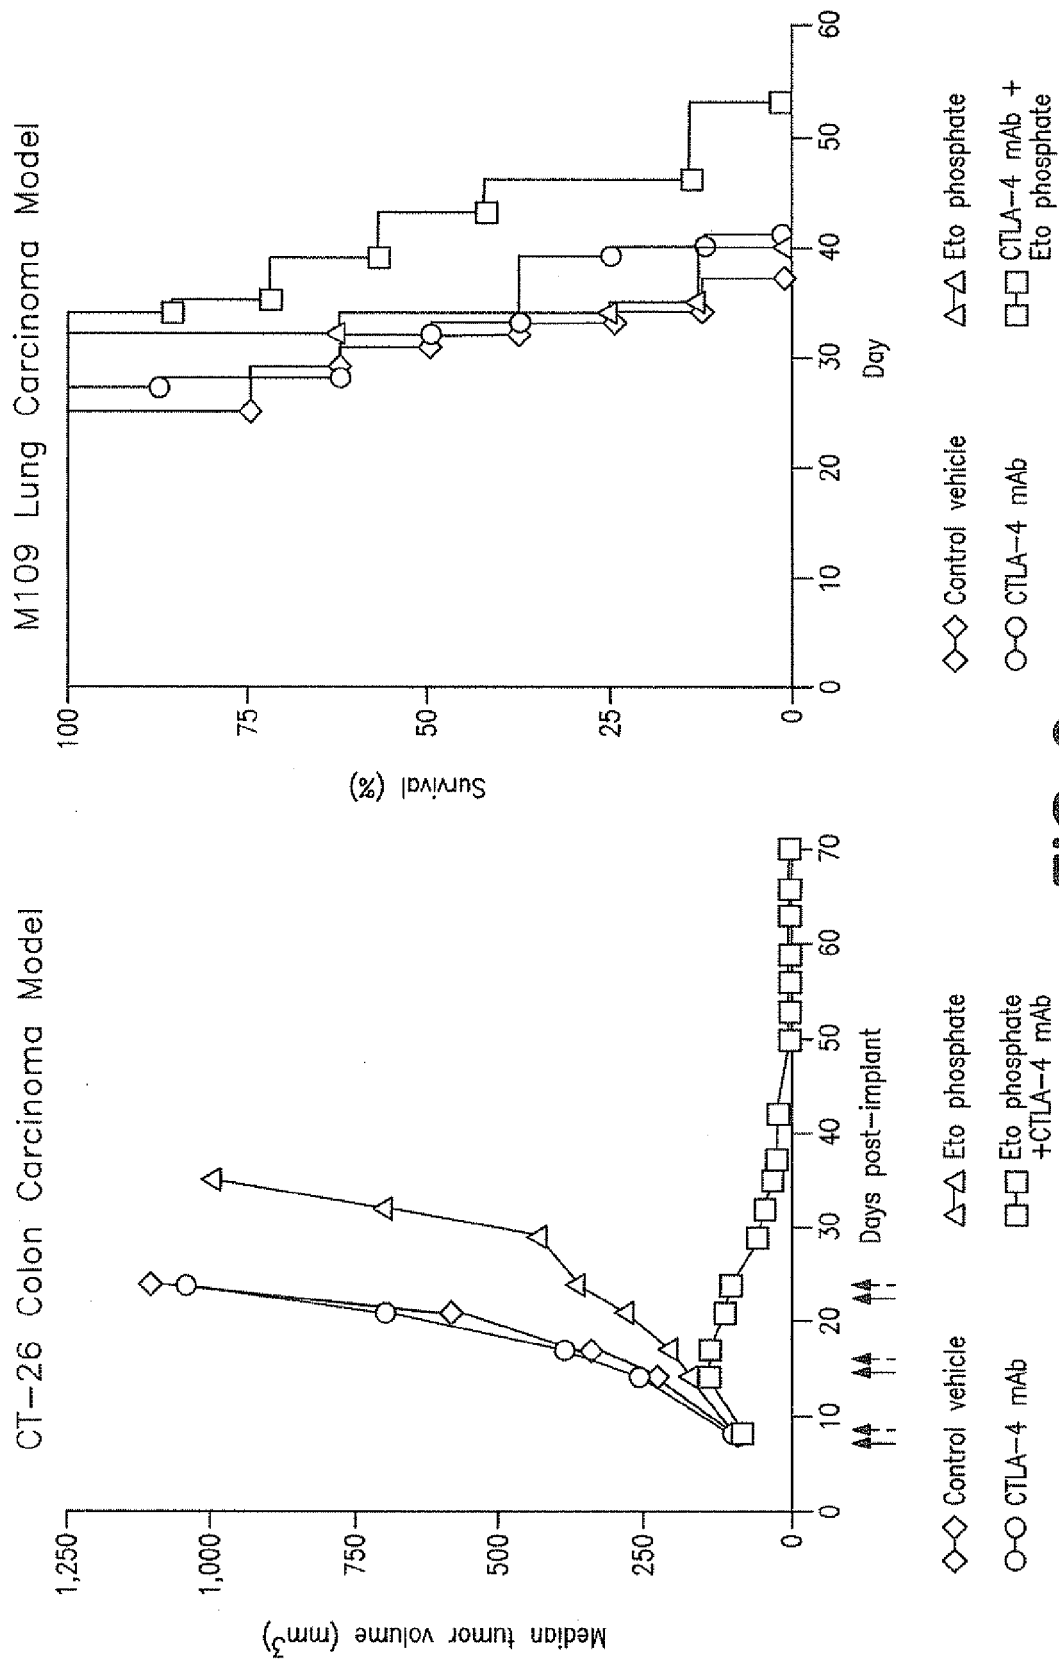 CT-26 Colon Carcinoma Model
Median tumor volume (mm3)
1,250
1,000
750
500
250
0
0
10
20
30
40
50
60
70
Days post-implant
Control vehicle
Eto phosphate
CTLA-4 mAb
Eto phosphate
+CTLA-4 mAb
M109 Lung Carcinoma Model
Survival (%)
100
75
50
25
0
0
10
20
30
40
50
60
Day
Control vehicle
Eto phosphate
CTLA-4 mAb
CTLA-4 mAb +
Eto phosphate